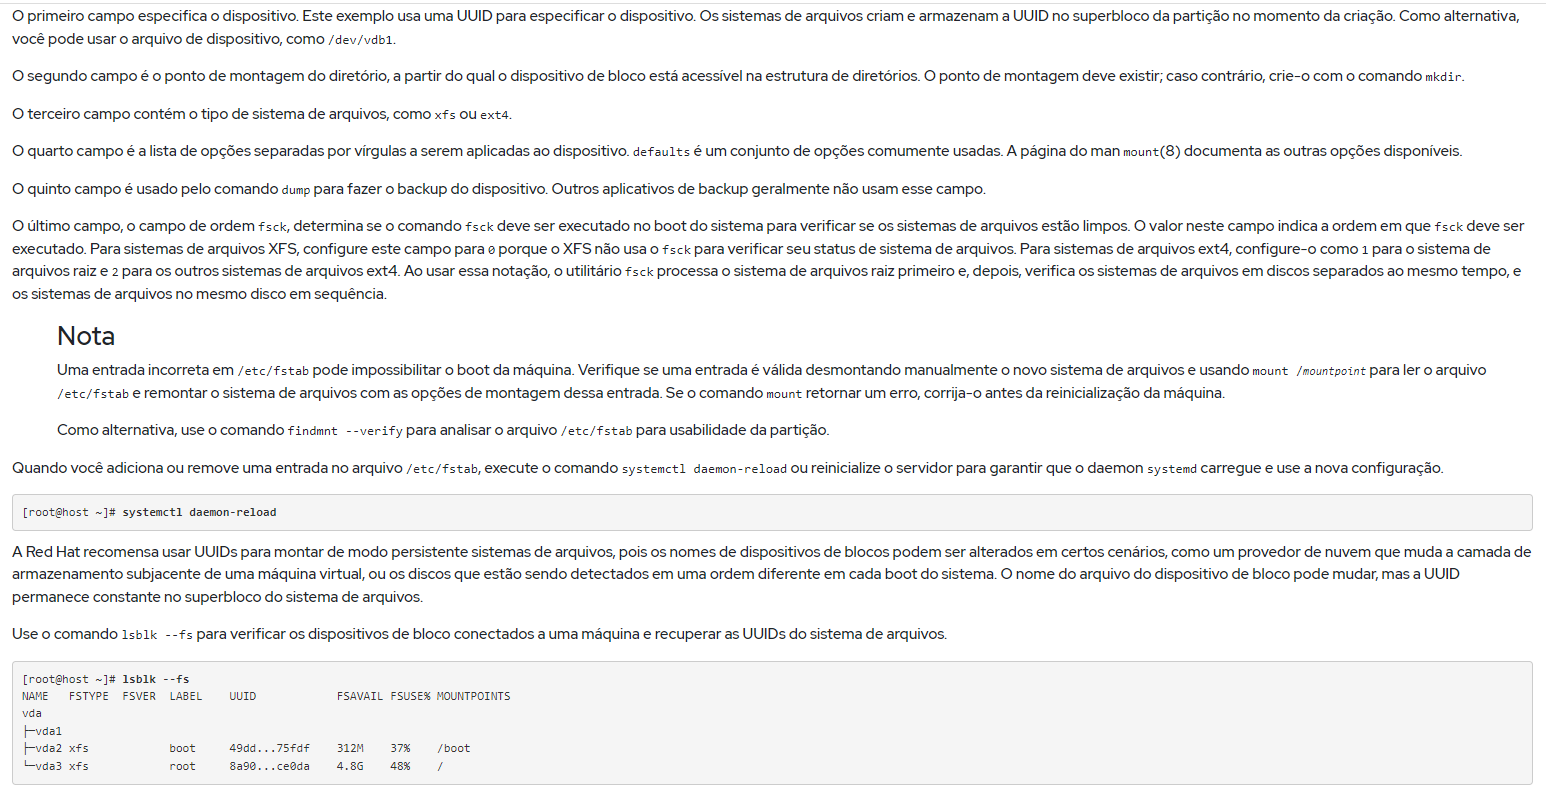 O primeiro campo especifica o dispositivo. Este exemplo usa uma UUID para especificar o dispositivo. Os sistemas de arquivos criam e armazenam a UUID no superbloco da partição no momento da criação. Como alternativa,
você pode usar o arquivo de dispositivo, como /dev/vdb1.
O segundo campo é o ponto de montagem do diretório, a partir do qual o dispositivo de bloco está acessível na estrutura de diretórios. O ponto de montagem deve existir; caso contrário, crie-o com o comando mkdir.
O terceiro campo contém o tipo de sistema de arquivos, como xfs ou ext4.
O quarto campo é a lista de opções separadas por vírgulas a serem aplicadas ao dispositivo. defaults é um conjunto de opções comumente usadas. A página do man mount(8) documenta as outras opções disponíveis.
O quinto campo é usado pelo comando dump para fazer o backup do dispositivo. Outros aplicativos de backup geralmente não usam esse campo.
O último campo, o campo de ordem fsck, determina se o comando fsck deve ser executado no boot do sistema para verificar se os sistemas de arquivos estão limpos. O valor neste campo indica a ordem em que fsck deve ser
executado. Para sistemas de arquivos XFS, configure este campo para 0 porque o XFS não usa o fsck para verificar seu status de sistema de arquivos. Para sistemas de arquivos ext4, configure-o como 1 para o sistema de
arquivos raiz e 2 para os outros sistemas de arquivos ext4. Ao usar essa notação, o utilitário fsck processa o sistema de arquivos raiz primeiro e, depois, verifica os sistemas de arquivos em discos separados ao mesmo tempo, e
os sistemas de arquivos no mesmo disco em sequência.
Nota
Uma entrada incorreta em /etc/fstab pode impossibilitar o boot da máquina. Verifique se uma entrada é válida desmontando manualmente o novo sistema de arquivos e usando mount /mountpoint para ler o arquivo
/etc/fstab e remontar o sistema de arquivos com as opções de montagem dessa entrada. Se o comando mount retornar um erro, corrija-o antes da reinicialização da máquina.
Como alternativa, use o comando findmnt --verify para analisar o arquivo /etc/fstab para usabilidade da partição.
Quando você adiciona ou remove uma entrada no arquivo /etc/fstab, execute o comando systemctl daemon-reload ou reinicialize o servidor para garantir que o daemon systemd carregue e use a nova configuração.
[root@host ~]# systemctl daemon-reload
A Red Hat recomensa usar UUIDs para montar de modo persistente sistemas de arquivos, pois os nomes de dispositivos de blocos podem ser alterados em certos cenários, como um provedor de nuvem que muda a camada de
armazenamento subjacente de uma máquina virtual, ou os discos que estão sendo detectados em uma ordem diferente em cada boot do sistema. O nome do arquivo do dispositivo de bloco pode mudar, mas a UUID
permanece constante no superbloco do sistema de arquivos.
Use o comando lsblk --fs para verificar os dispositivos de bloco conectados a uma máquina e recuperar as UUIDs do sistema de arquivos.
[root@host ~]# lsblk --fs
NAME   FSTYPE  FSVER  LABEL    UUID            FSAVAIL FSUSE% MOUNTPOINTS
vda
├─vda1
├─vda2 xfs            boot     49dd...75fdf    312M    37%    /boot
└─vda3 xfs            root     8a90...ce0da    4.8G    48%    /